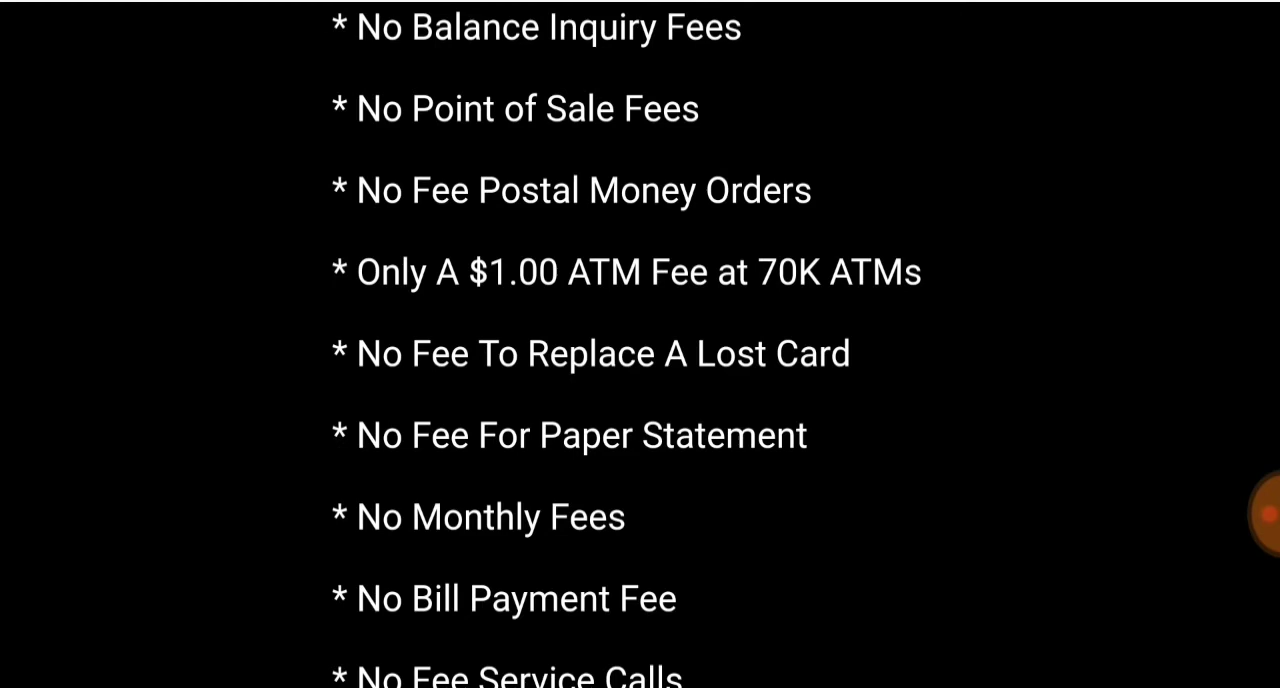 * No Balance Inquiry Fees
* No Point of Sale Fees
* No Fee Postal Money Orders
* Only A $1.00 ATM Fee at 70K ATMs
* No Fee To Replace A Lost Card
* No Fee For Paper Statement
* No Monthly Fees
* No Bill Payment Fee
* No Fee Service Calls